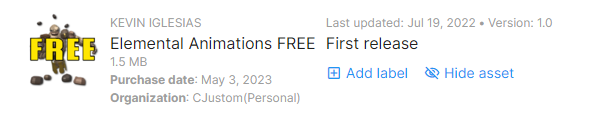 FREE
KEVIN IGLESIAS
Elemental Animations FREE
1.5 MB
Purchase date: May 3, 2023
Organization: CJustom(Personal)
Last updated: Jul 19, 2022 • Version: 1.0
First release
Add label Hide asset